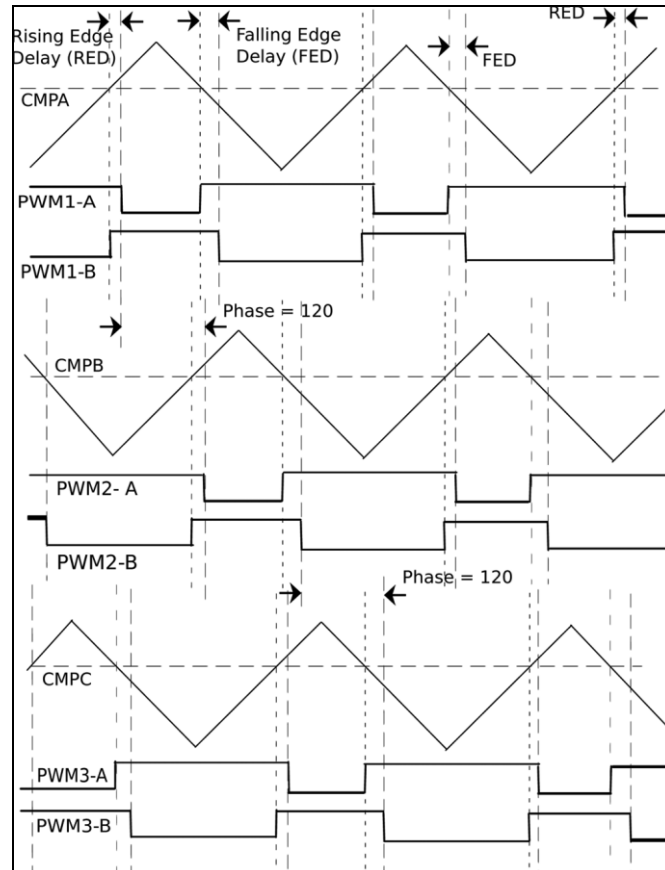 Rising Edge
Delay (RED)
Falling Edge
Delay (FED)
RED
FED
CMPA
PWM1-A
PWM1-B
Phase = 120
CMPB
PWM2- A
PWM2-B
Phase = 120
CMPC
PWM3-A
PWM3-B